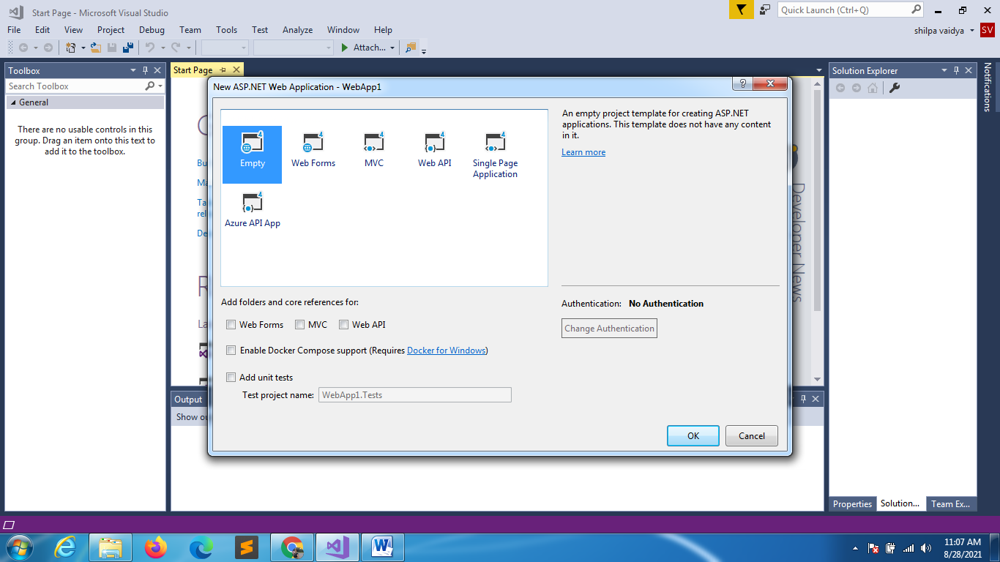 Start Page - Microsoft Visual Studio
Quick Launch (Ctrl+Q)
File Edit View Project Debug Team Tools Test Analyze Window Help
shilpa vaidya SV
Attach...
Toolbox
Search Toolbox
General
There are no usable controls in this
group. Drag an item onto this text to
add it to the toolbox.
Start Page
New ASP.NET Web Application - WebApp1
Empty
Web Forms
MVC
Web API
Single Page
Application
Azure API App
An empty project template for creating ASP.NET
applications. This template does not have any content
in it.
Learn more
Add folders and core references for:
Web Forms MVC Web API
Enable Docker Compose support (Requires Docker for Windows)
Add unit tests
Test project name: WebApp1.Tests
Authentication: No Authentication
Change Authentication
OK Cancel
Developer News
Output
Solution Explorer
Notifications
Properties Solution... Team Ex...
11:07 AM
8/28/2021